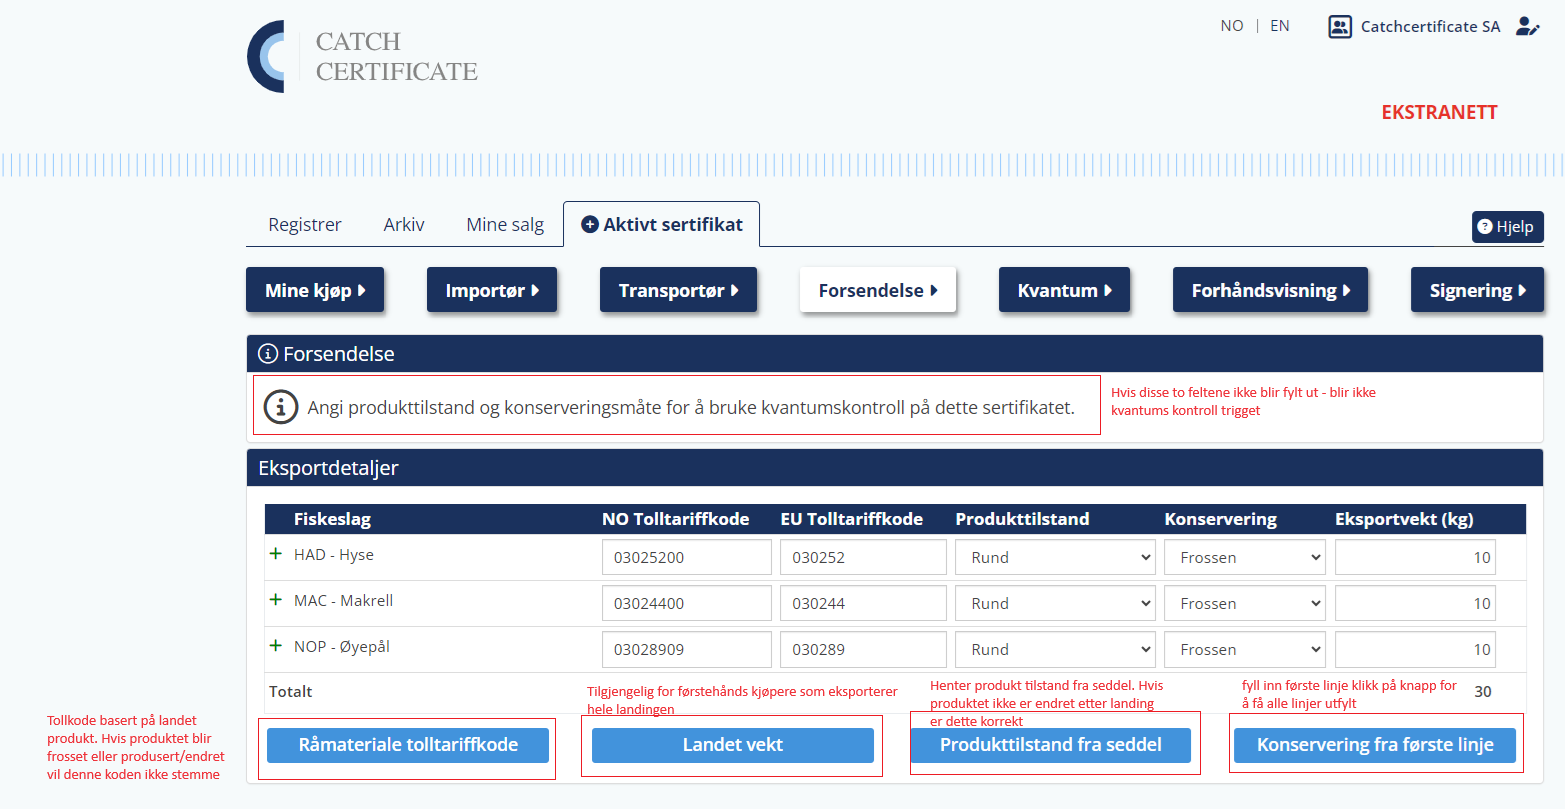 CATCH
CERTIFICATE
NO | EN
Catchcertificate SA
EKSTRANETT
Registrer
Arkiv
Mine salg
Aktivt sertifikat
Hjelp
Mine kjøp
Importør
Transportør
Forsendelse
Kvantum
Forhåndsvisning
Signering
Forsendelse
Angi produkttilstand og konserveringsmåte for å bruke kvantumskontroll på dette sertifikatet.
Hvis disse to feltene ikke blir fylt ut - blir ikke
kvantums kontroll trigget
Eksportdetaljer
Fiskeslag NO Tolltariffkode EU Tolltariffkode Produkttilstand Konservering Eksportvekt (kg)
+ HAD - Hyse 03025200 030252 Rund Frossen 10
+ MAC - Makrell 03024400 030244 Rund Frossen 10
+ NOP - Øyepål 03028909 030289 Rund Frossen 10
Totalt 30
Tollkode basert på landet
produkt. Hvis produktet blir
frosset eller produsert/endret
vil denne koden ikke stemme
Tilgjengelig for førstehånds kjøpere som eksporterer
hele landingen
Henter produkt tilstand fra seddel. Hvis
produktet ikke er endret etter landing
er dette korrekt
fyll inn første linje klikk på knapp for
å få alle linjer utfylt
Råmateriale tolltariffkode
Landet vekt
Produkttilstand fra seddel
Konservering fra første linje